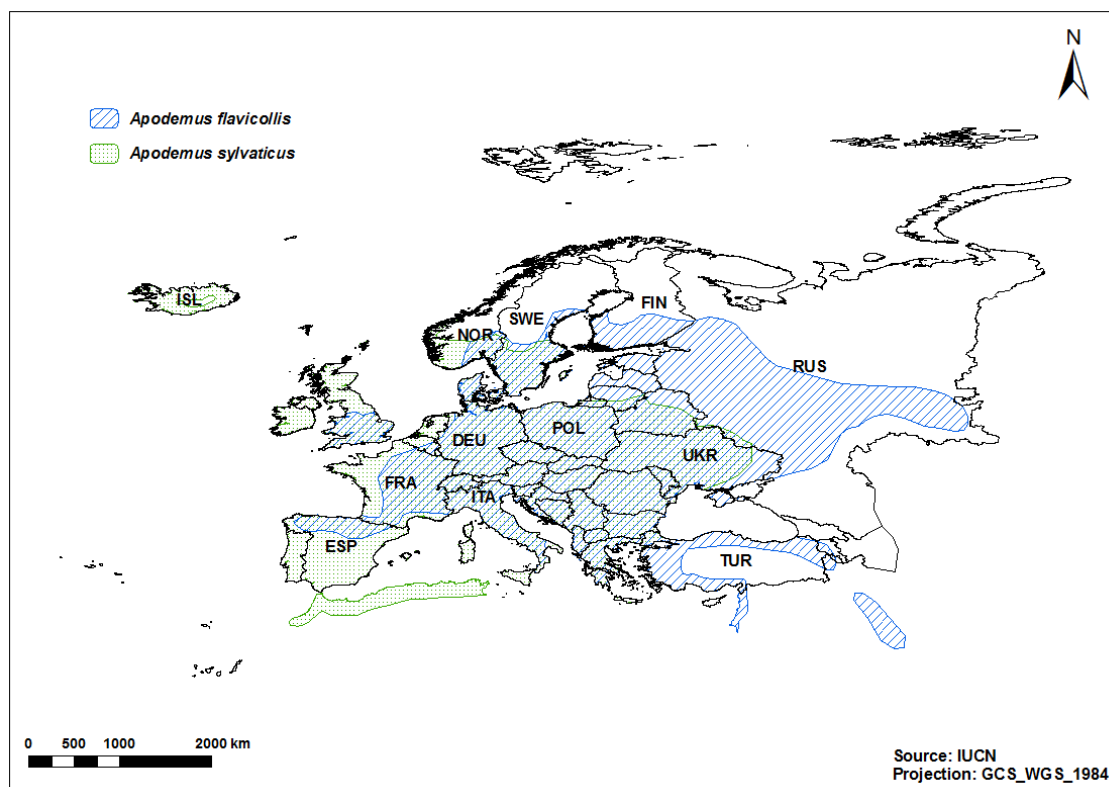 N
Apodemus flavicollis
Apodemus sylvaticus
ISL
FIN
SWE
NOR
RUS
DEU
POL
UKR
FRA
ITA
ESP
TUR
0 500 1000 2000 km
Source: IUCN
Projection: GCS_WGS_1984